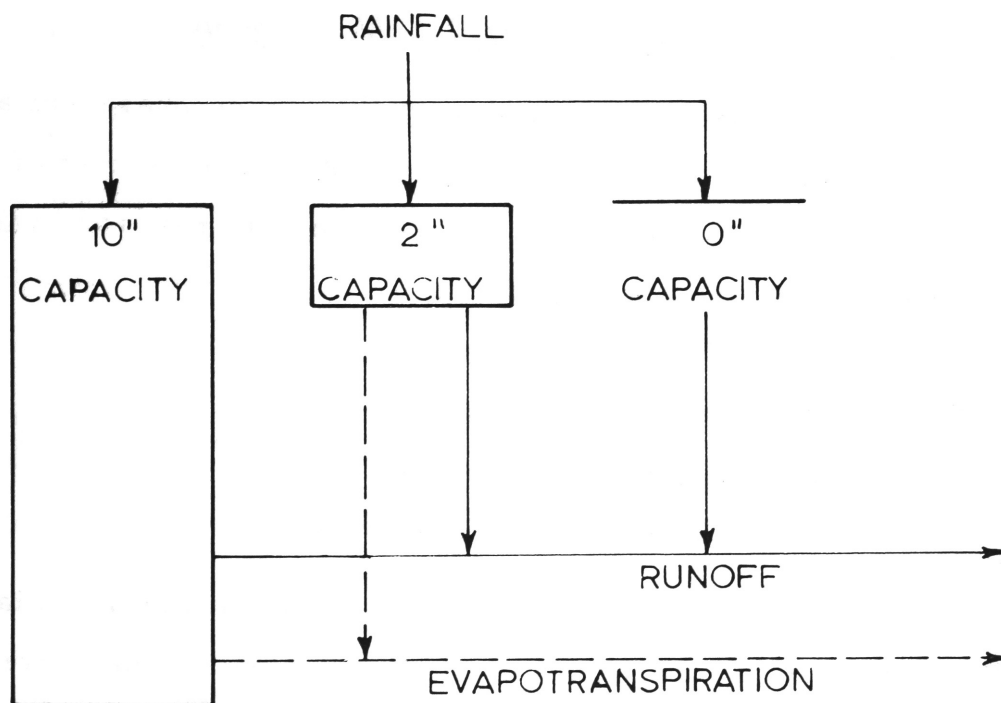 RAINFALL
10"
CAPACITY
2"
CAPACITY
0"
CAPACITY
RUNOFF
EVAPOTRANSPIRATION